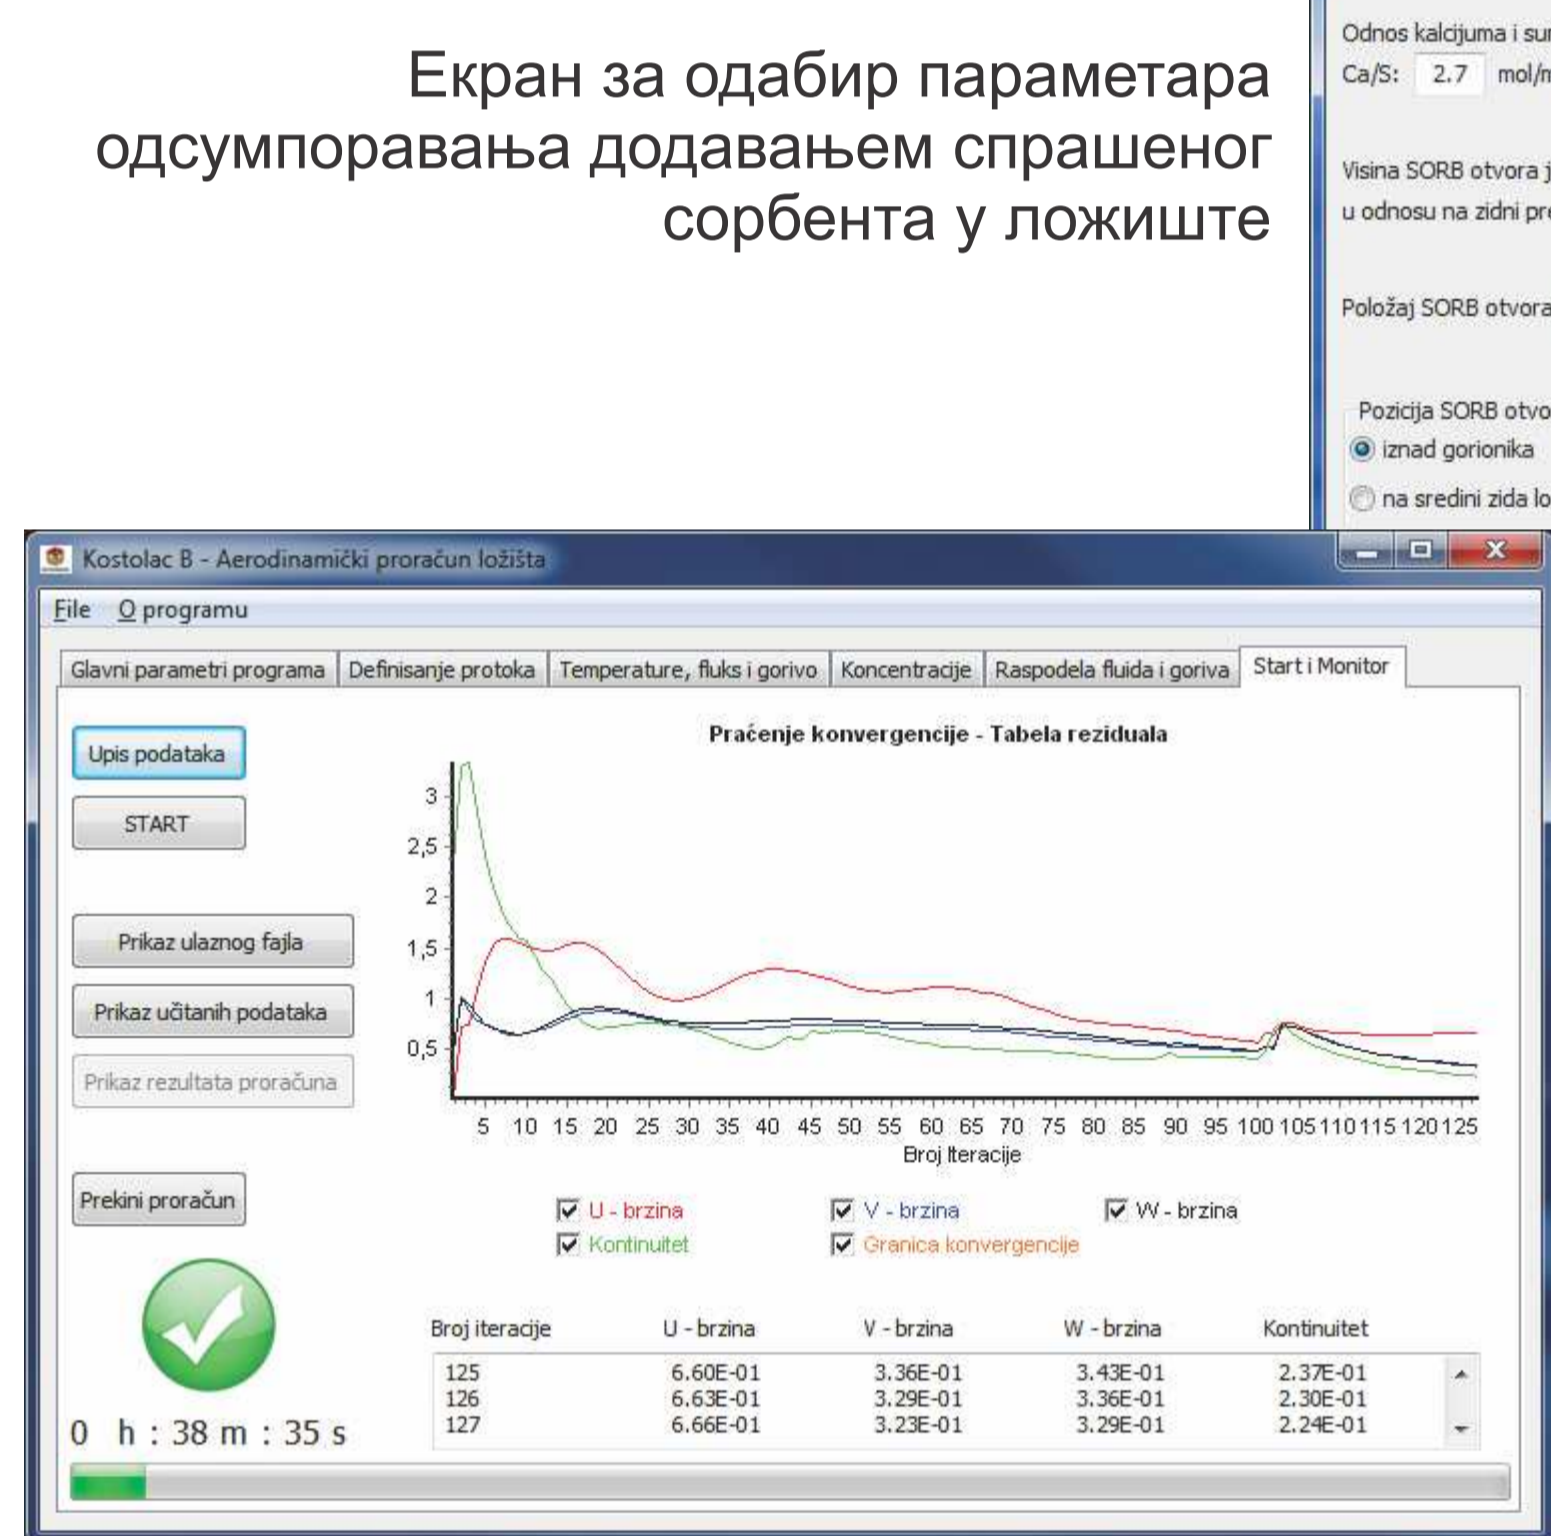 Екран за одабир параметара
одсумпоравања додавањем спрашеног
сорбента у ложиште
Odnos kalcijuma i
Ca/S: 2.7
Visina SORB otvora
u odnosu na zidni
Položaj SORB otvora
Pozicija SORB
iznad gorionika
na sredini zida
Kostolac B - Aerodinamički proračun ložišta
File O programu
Glavni parametri programa Definisanje protoka Temperature, fluks i gorivo Koncentracije Raspodela fluida i goriva Start i Monitor
Upis podataka
START
Prikaz ulaznog fajla
Prikaz učitanih podataka
Prikaz rezultata proračuna
Prekini proračun
0 h : 38 m : 35 s
Praćenje konvergencije - Tabela reziduala
3
2,5
2
1,5
1
0,5
5 10 15 20 25 30 35 40 45 50 55 60 65 70 75 80 85 90 95 100 105 110 115 120 125
Broj Iteracije
U - brzina V - brzina W - brzina
Kontinuitet Granica konvergencije
Broj iteracije U - brzina V - brzina W - brzina Kontinuitet
125 6.60E-01 3.36E-01 3.43E-01 2.37E-01
126 6.63E-01 3.29E-01 3.36E-01 2.30E-01
127 6.66E-01 3.23E-01 3.29E-01 2.24E-01